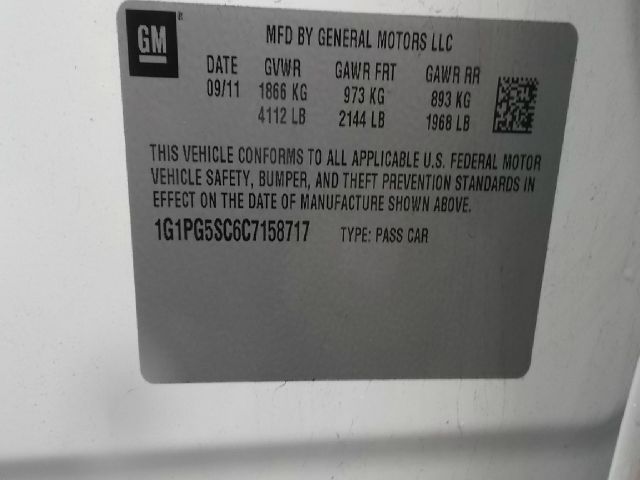 GM®
MFD BY GENERAL MOTORS LLC
DATE GVWR GAWR FRT GAWR RR
09/11 1866 KG 973 KG 893 KG
4112 LB 2144 LB 1968 LB
THIS VEHICLE CONFORMS TO ALL APPLICABLE U.S. FEDERAL MOTOR
VEHICLE SAFETY, BUMPER, AND THEFT PREVENTION STANDARDS IN
EFFECT ON THE DATE OF MANUFACTURE SHOWN ABOVE.
1G1PG5SC6C7158717 TYPE: PASS CAR